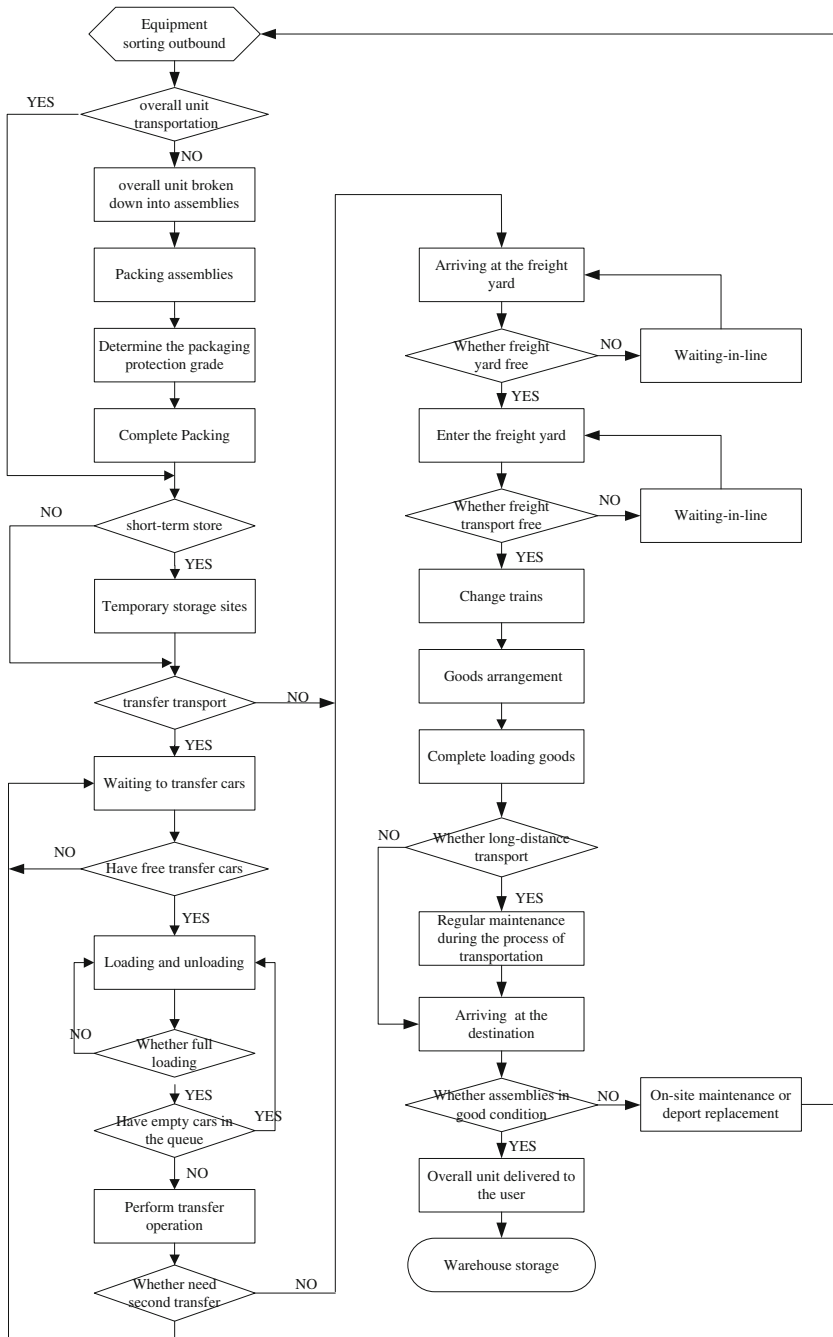 Equipment
sorting outbound
YES
overall unit
transportation
NO
overall unit broken
down into assemblies
Packing assemblies
Determine the packaging
protection grade
Complete Packing
NO
short-term store
YES
Temporary storage sites
transfer transport
NO
YES
Waiting to transfer cars
NO
Have free transfer cars
YES
Loading and unloading
NO
Whether full
loading
YES
Have empty cars in
the queue
YES
NO
Perform transfer
operation
Whether need
second transfer
NO
Arriving at the freight
yard
Whether freight
yard free
NO
Waiting-in-line
YES
Enter the freight yard
Whether freight
transport free
NO
Waiting-in-line
YES
Change trains
Goods arrangement
Complete loading goods
NO
Whether long-distance
transport
YES
Regular maintenance
during the process of
transportation
Arriving at the
destination
Whether assemblies in
good condition
NO
On-site maintenance or
deport replacement
YES
Overall unit delivered to
the user
Warehouse storage